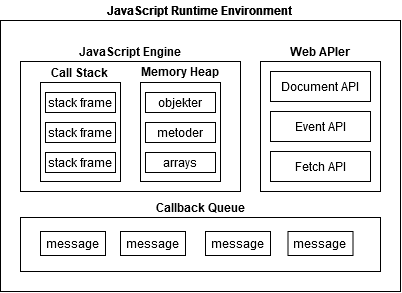 JavaScript Runtime Environment
JavaScript Engine
Web APIer
Call Stack
Memory Heap
stack frame
stack frame
stack frame
objekter
metoder
arrays
Document API
Event API
Fetch API
Callback Queue
message
message
message
message